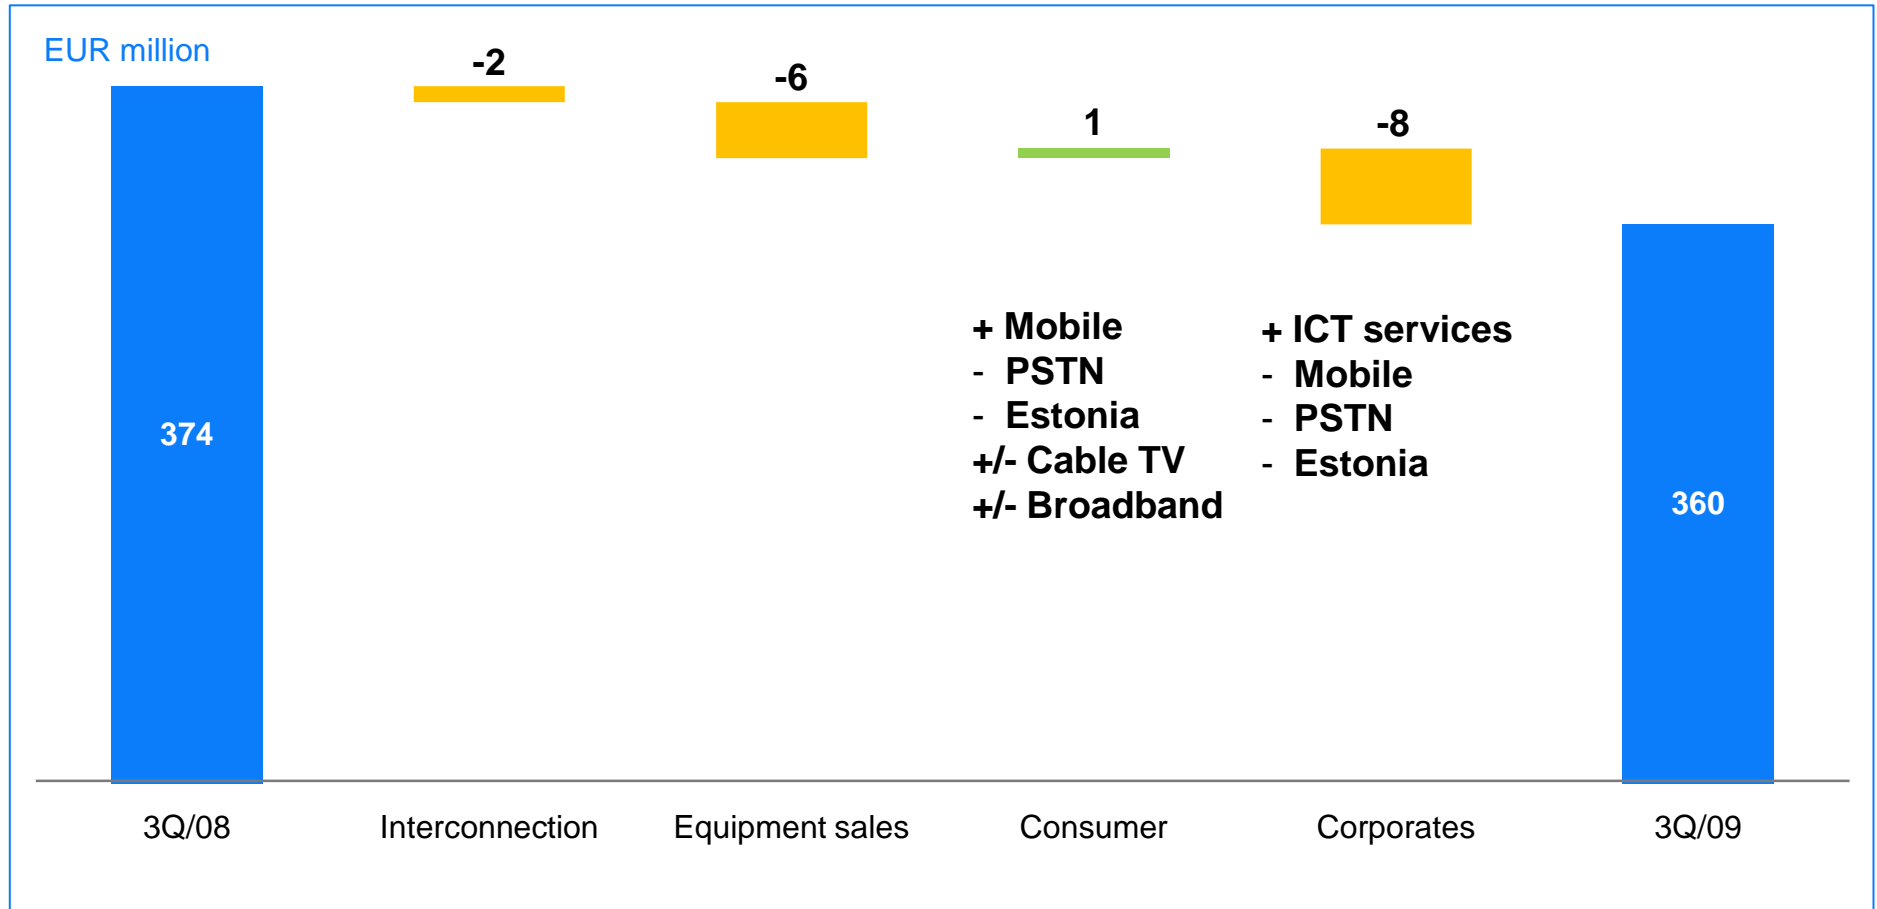 EUR million
-2
-6
1
-8
374
+ Mobile
- PSTN
- Estonia
+/- Cable TV
+/- Broadband
+ ICT services
- Mobile
- PSTN
- Estonia
360
3Q/08
Interconnection
Equipment sales
Consumer
Corporates
3Q/09